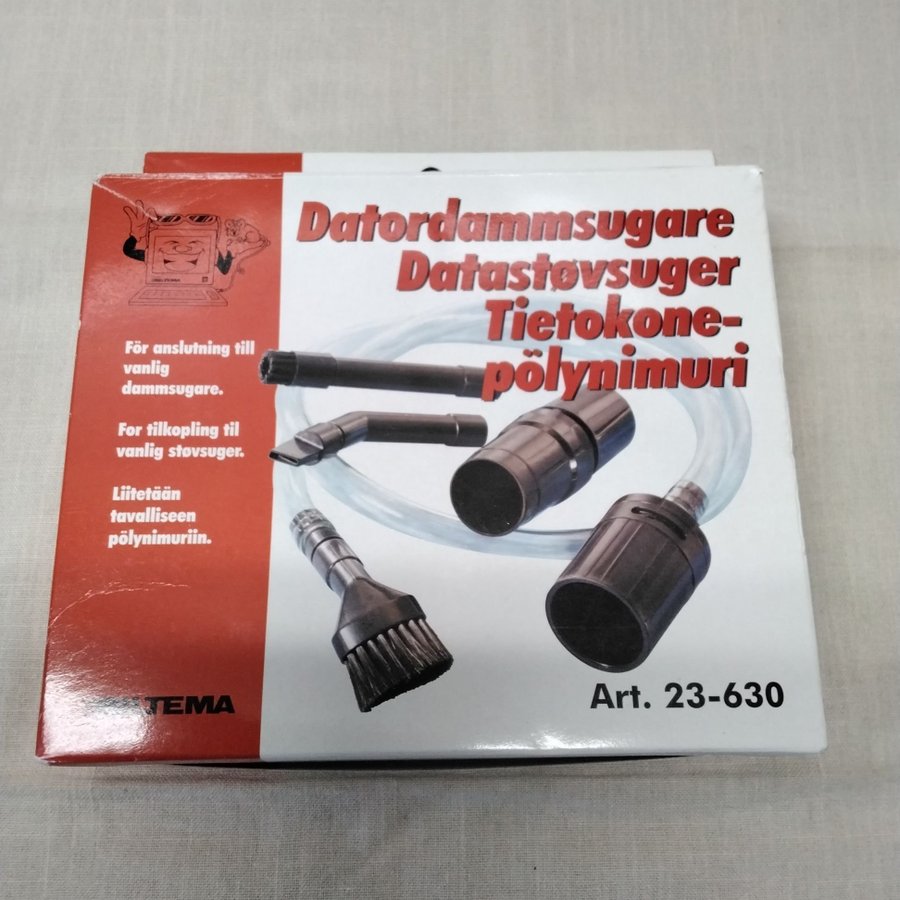 Datordammsugare
Datastøvsuger
Tietokone-
pölynimuri
För anslutning till
vanlig
dammsugare.
For tilkopling til
vanlig støvsuger.
Liitetään
tavalliseen
pölynimuriin.
BILTEMA
Art. 23-630